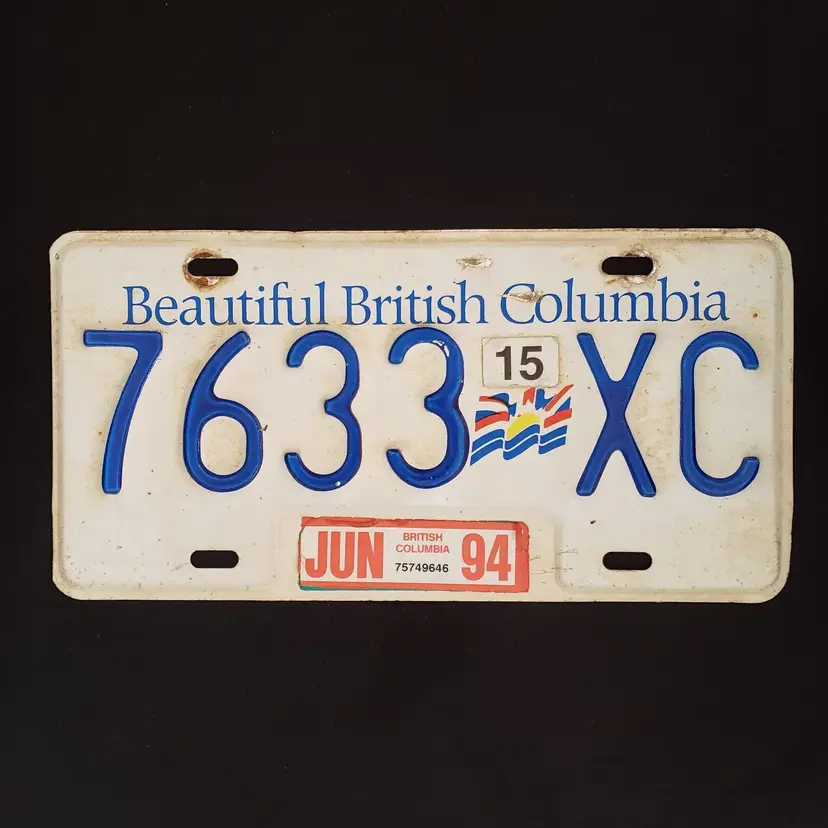 Beautiful British Columbia
7633 15 XC
JUN BRITISH COLUMBIA 75749646 94